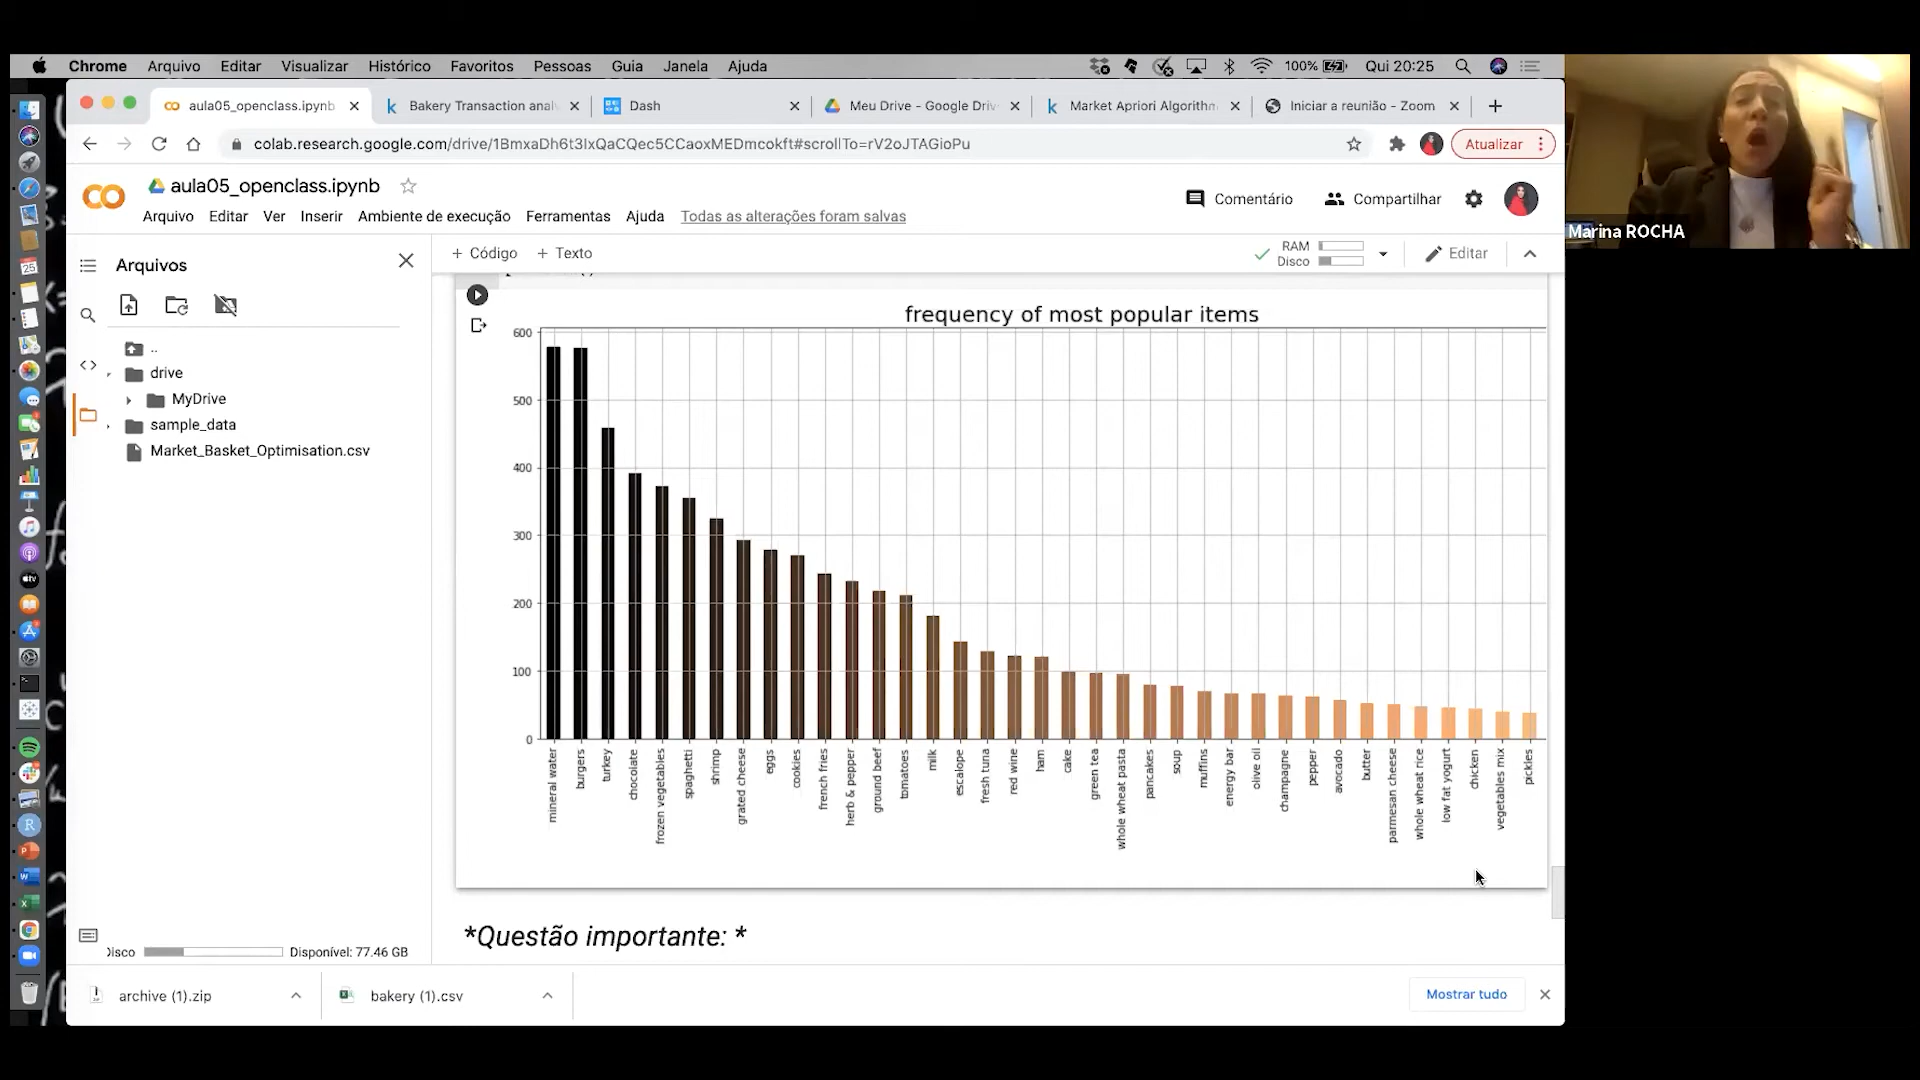 Chrome Arquivo Editar Visualizar Histórico Favoritos Pessoas Guia Janela Ajuda 100% Qui 20:25
aula05_openclass.ipynb Bakery Transaction anal Dash Meu Drive - Google Driv Market Apriori Algorithm Iniciar a reunião - Zoom
colab.research.google.com/drive/1BmxaDh6t3IxQaCQec5CCaoxMEDmcokft#scrollTo=rV2oJTAGioPu Atualizar
aula05_openclass.ipynb
Comentário Compartilhar
Arquivo Editar Ver Inserir Ambiente de execução Ferramentas Ajuda Todas as alterações foram salvas
Marina ROCHA
Arquivos
+ Código + Texto
RAM
Disco
Editar
..
drive
MyDrive
sample_data
Market_Basket_Optimisation.csv
frequency of most popular items
600
500
400
300
200
100
0
mineral water
burgers
turkey
chocolate
frozen vegetables
spaghetti
shrimp
grated cheese
eggs
cookies
french fries
herb & pepper
ground beef
tomatoes
milk
escalope
fresh tuna
red wine
ham
cake
green tea
whole wheat pasta
pancakes
soup
muffins
energy bar
olive oil
champagne
pepper
avocado
butter
parmesan cheese
whole wheat rice
low fat yogurt
chicken
vegetables mix
pickles
*Questão importante: *
Disco Disponível: 77.46 GB
archive (1).zip bakery (1).csv Mostrar tudo